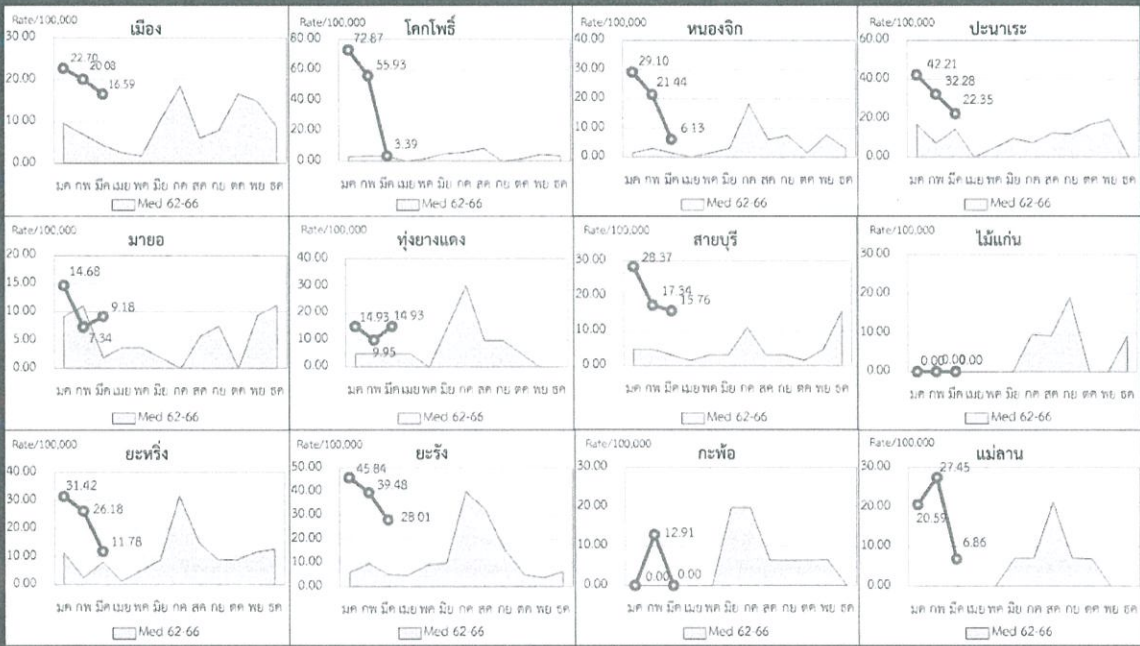 Rate/100,000 เมือง
30.00
20.00
10.00
0.00
22.70
20.08
16.59
มค กพ มีค เมย พค มิย กค สค กย ตค พย ธค
Med 62-66
Rate/100,000 โคกโพธิ์
80.00
60.00
40.00
20.00
0.00
72.87
55.93
3.39
มค กพ มีค เมย พค มิย กค สค กย ตค พย ธค
Med 62-66
Rate/100,000 หนองจิก
40.00
30.00
20.00
10.00
0.00
29.10
21.44
6.13
มค กพ มีค เมย พค มิย กค สค กย ตค พย ธค
Med 62-66
Rate/100,000 ปะนาเระ
60.00
40.00
20.00
0.00
42.21
32.28
22.35
มค กพ มีค เมย พค มิย กค สค กย ตค พย ธค
Med 62-66
Rate/100,000 มายอ
20.00
15.00
10.00
5.00
0.00
14.68
7.34
9.18
มค กพ มีค เมย พค มิย กค สค กย ตค พย ธค
Med 62-66
Rate/100,000 ทุ่งยางแดง
40.00
30.00
20.00
10.00
0.00
14.93
9.95
14.93
มค กพ มีค เมย พค มิย กค สค กย ตค พย ธค
Med 62-66
Rate/100,000 สายบุรี
30.00
20.00
10.00
0.00
28.37
17.34
15.76
มค กพ มีค เมย พค มิย กค สค กย ตค พย ธค
Med 62-66
Rate/100,000 ไม้แก่น
30.00
20.00
10.00
0.00
0.00
0.00
0.00
มค กพ มีค เมย พค มิย กค สค กย ตค พย ธค
Med 62-66
Rate/100,000 ยะหริ่ง
40.00
30.00
20.00
10.00
0.00
31.42
26.18
11.78
มค กพ มีค เมย พค มิย กค สค กย ตค พย ธค
Med 62-66
Rate/100,000 ยะรัง
50.00
40.00
30.00
20.00
10.00
0.00
45.84
39.48
28.01
มค กพ มีค เมย พค มิย กค สค กย ตค พย ธค
Med 62-66
Rate/100,000 กะพ้อ
30.00
20.00
10.00
0.00
0.00
12.91
0.00
มค กพ มีค เมย พค มิย กค สค กย ตค พย ธค
Med 62-66
Rate/100,000 แม่ลาน
30.00
20.00
10.00
0.00
20.59
27.45
6.86
มค กพ มีค เมย พค มิย กค สค กย ตค พย ธค
Med 62-66